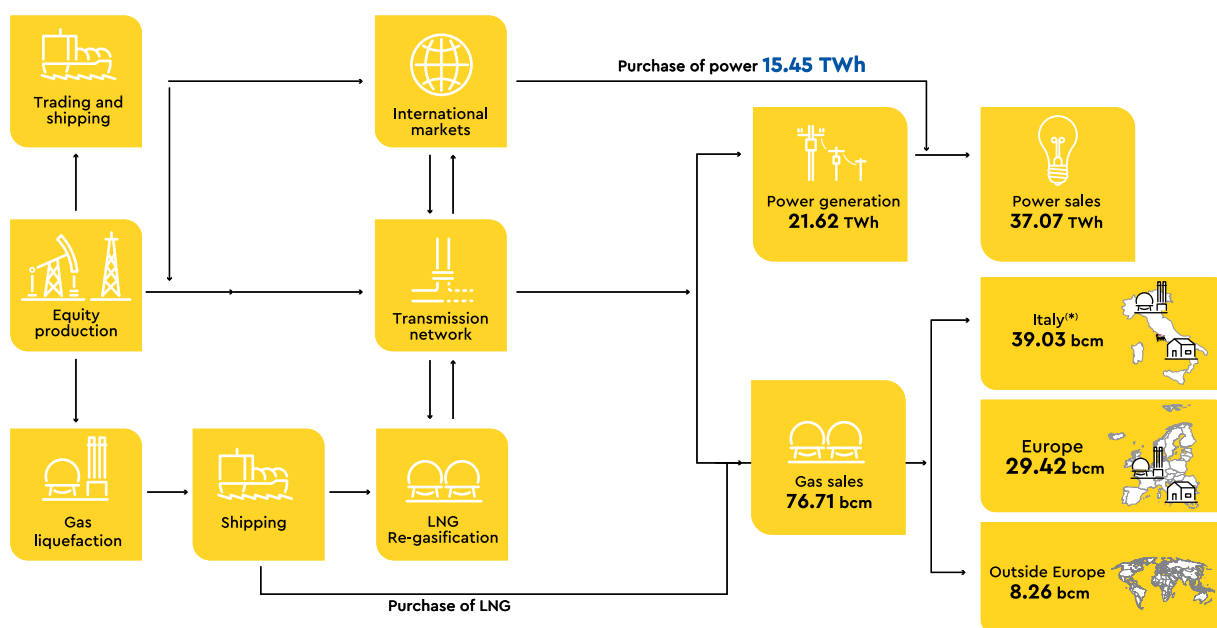 Trading and
shipping
International
markets
Purchase of power 15.45 TWh
Power generation
21.62 TWh
Power sales
37.07 TWh
Equity
production
Transmission
network
Italy(*)
39.03 bcm
Gas sales
76.71 bcm
Europe
29.42 bcm
Gas
liquefaction
Shipping
LNG
Re-gasification
Outside Europe
8.26 bcm
Purchase of LNG